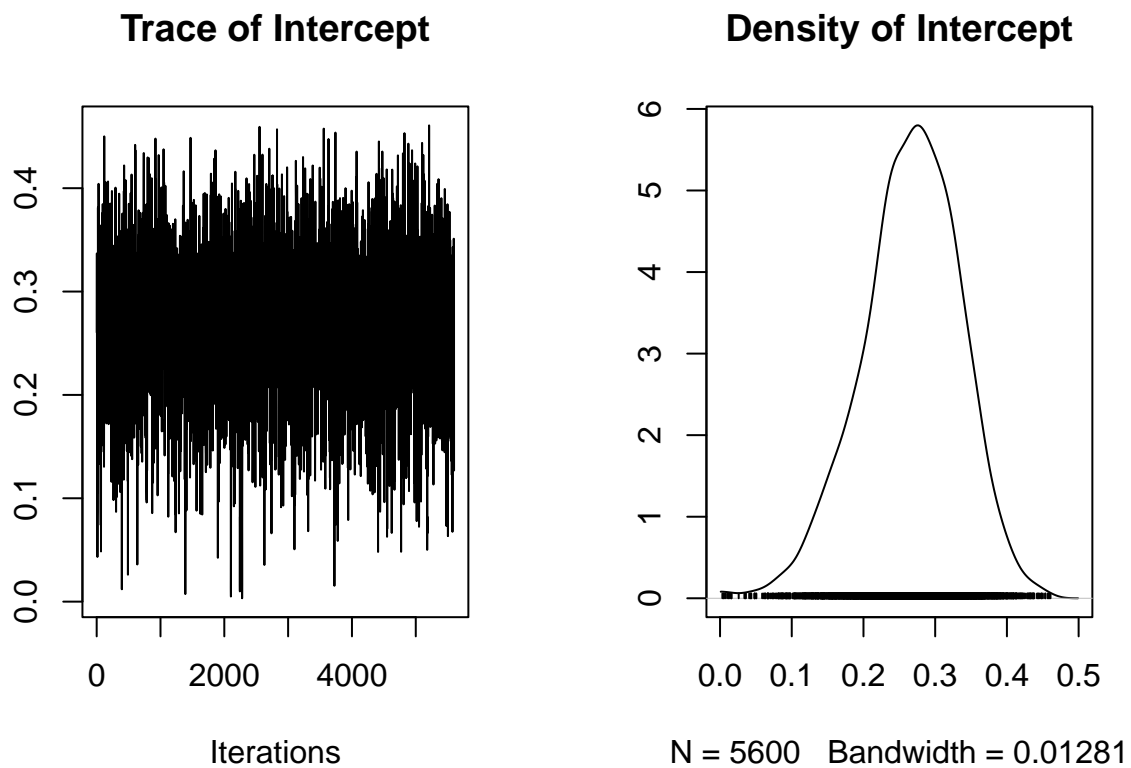 Trace of Intercept
0.0 0.1 0.2 0.3 0.4
0 2000 4000
Iterations
Density of Intercept
0 1 2 3 4 5 6
0.0 0.1 0.2 0.3 0.4 0.5
N = 5600 Bandwidth = 0.01281